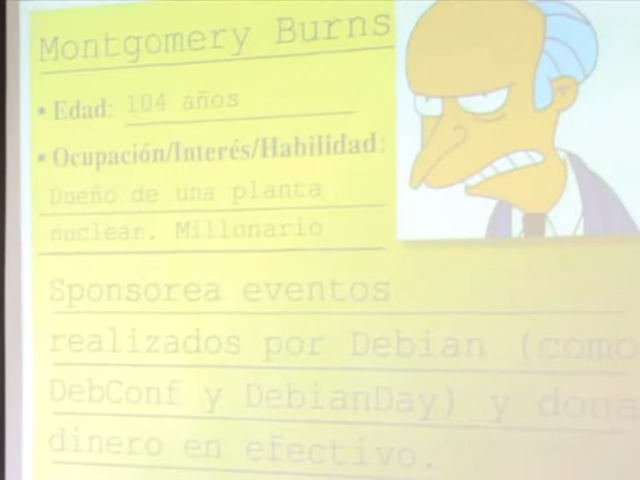 Montgomery Burns
• Edad: 104 años
• Ocupación/Interés/Habilidad:
Dueño de una planta
nuclear. Millonario
Sponsorea eventos
realizados por Debian (como
DebConf y DebianDay) y dona
dinero en efectivo.